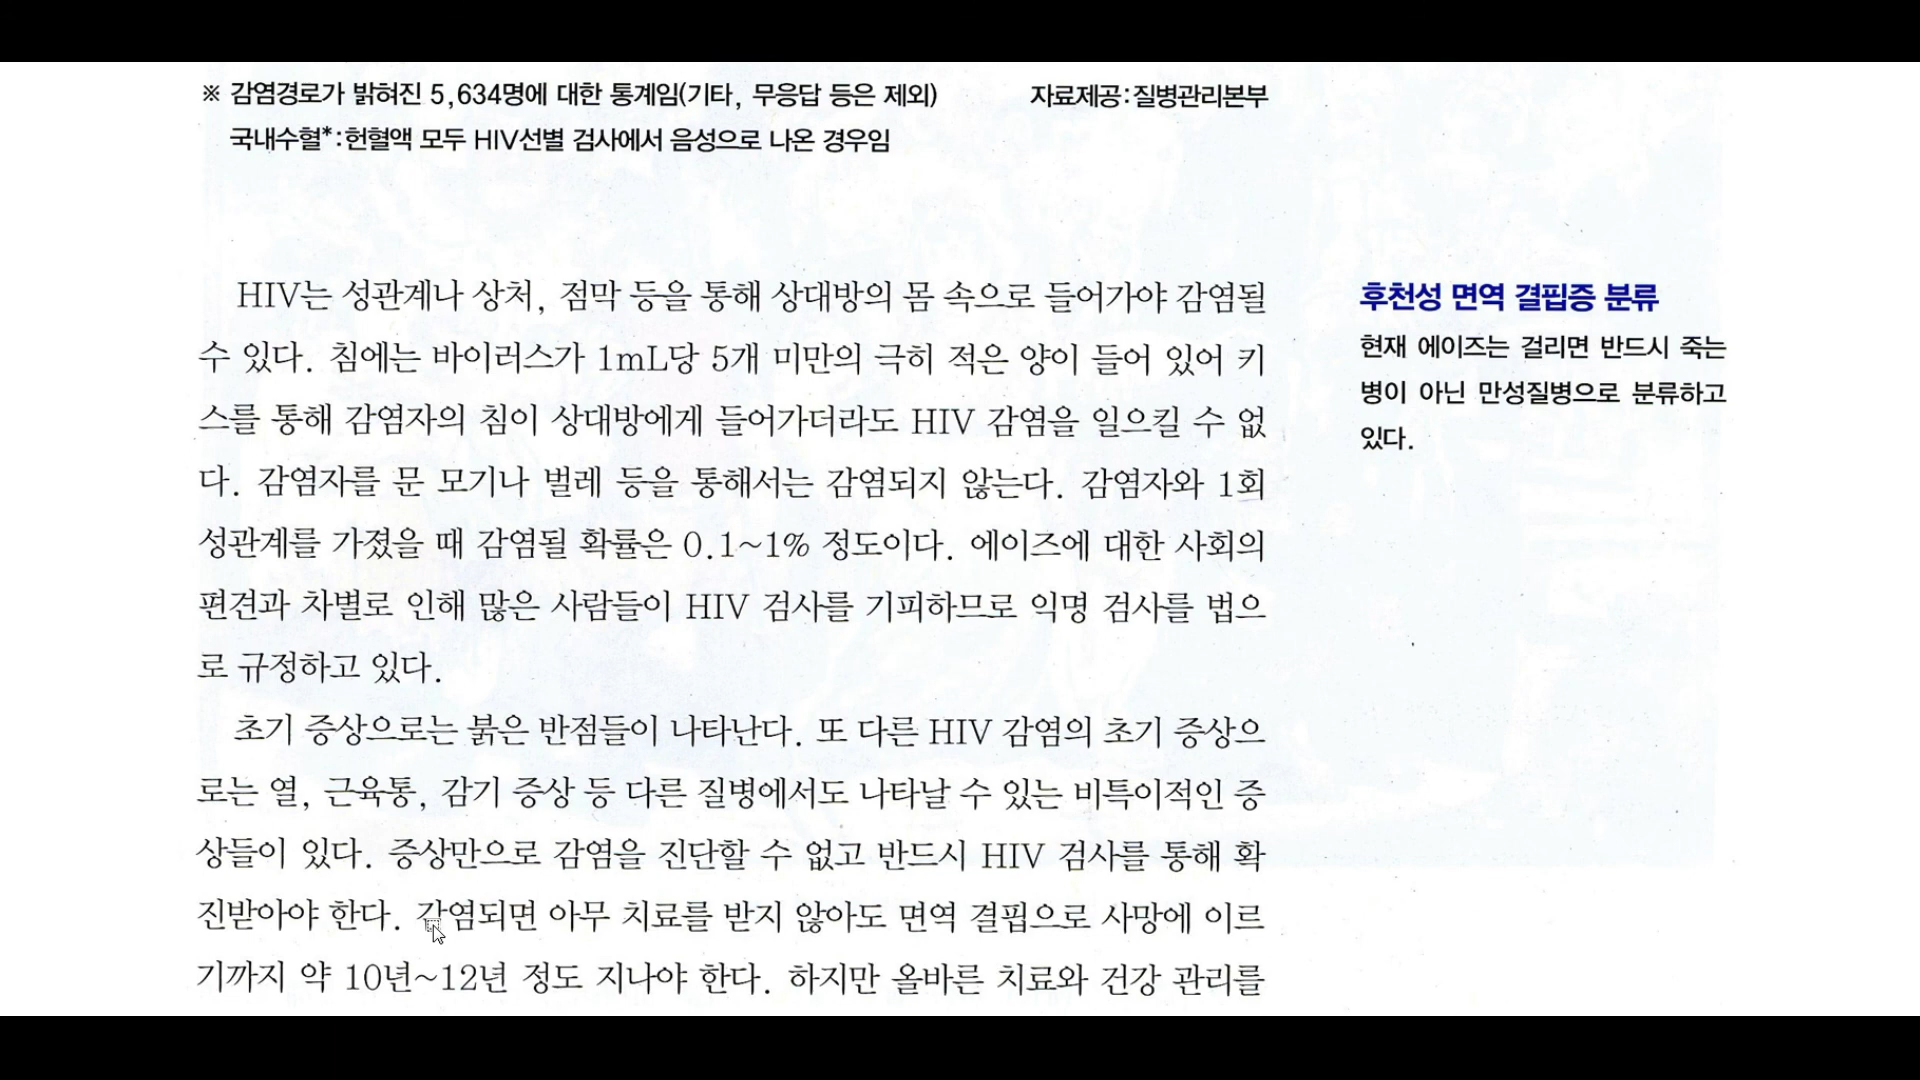 ※ 감염경로가 밝혀진 5,634명에 대한 통계임(기타, 무응답 등은 제외)
자료제공:질병관리본부
국내수혈*:헌혈액 모두 HIV선별 검사에서 음성으로 나온 경우임
HIV는 성관계나 상처, 점막 등을 통해 상대방의 몸 속으로 들어가야 감염될
수 있다. 침에는 바이러스가 1mL당 5개 미만의 극히 적은 양이 들어 있어 키
스를 통해 감염자의 침이 상대방에게 들어가더라도 HIV 감염을 일으킬 수 없
다. 감염자를 문 모기나 벌레 등을 통해서는 감염되지 않는다. 감염자와 1회
성관계를 가졌을 때 감염될 확률은 0.1~1% 정도이다. 에이즈에 대한 사회의
편견과 차별로 인해 많은 사람들이 HIV 검사를 기피하므로 익명 검사를 법으
로 규정하고 있다.
초기 증상으로는 붉은 반점들이 나타난다. 또 다른 HIV 감염의 초기 증상으
로는 열, 근육통, 감기 증상 등 다른 질병에서도 나타날 수 있는 비특이적인 증
상들이 있다. 증상만으로 감염을 진단할 수 없고 반드시 HIV 검사를 통해 확
진받아야 한다. 감염되면 아무 치료를 받지 않아도 면역 결핍으로 사망에 이르
기까지 약 10년~12년 정도 지나야 한다. 하지만 올바른 치료와 건강 관리를
후천성 면역 결핍증 분류
현재 에이즈는 걸리면 반드시 죽는
병이 아닌 만성질병으로 분류하고
있다.